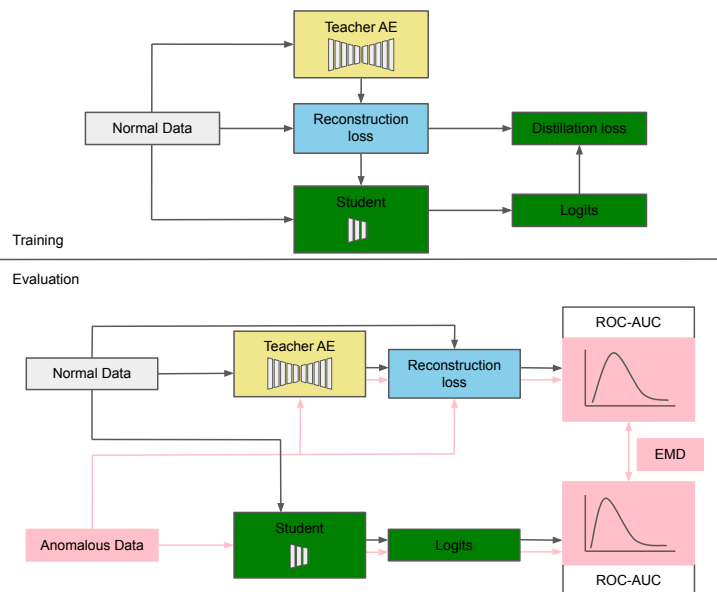 Teacher AE
Normal Data
Reconstruction
loss
Distillation loss
Student
Logits
Training
Evaluation
ROC-AUC
Teacher AE
Normal Data
Reconstruction
loss
EMD
Anomalous Data
Student
Logits
ROC-AUC